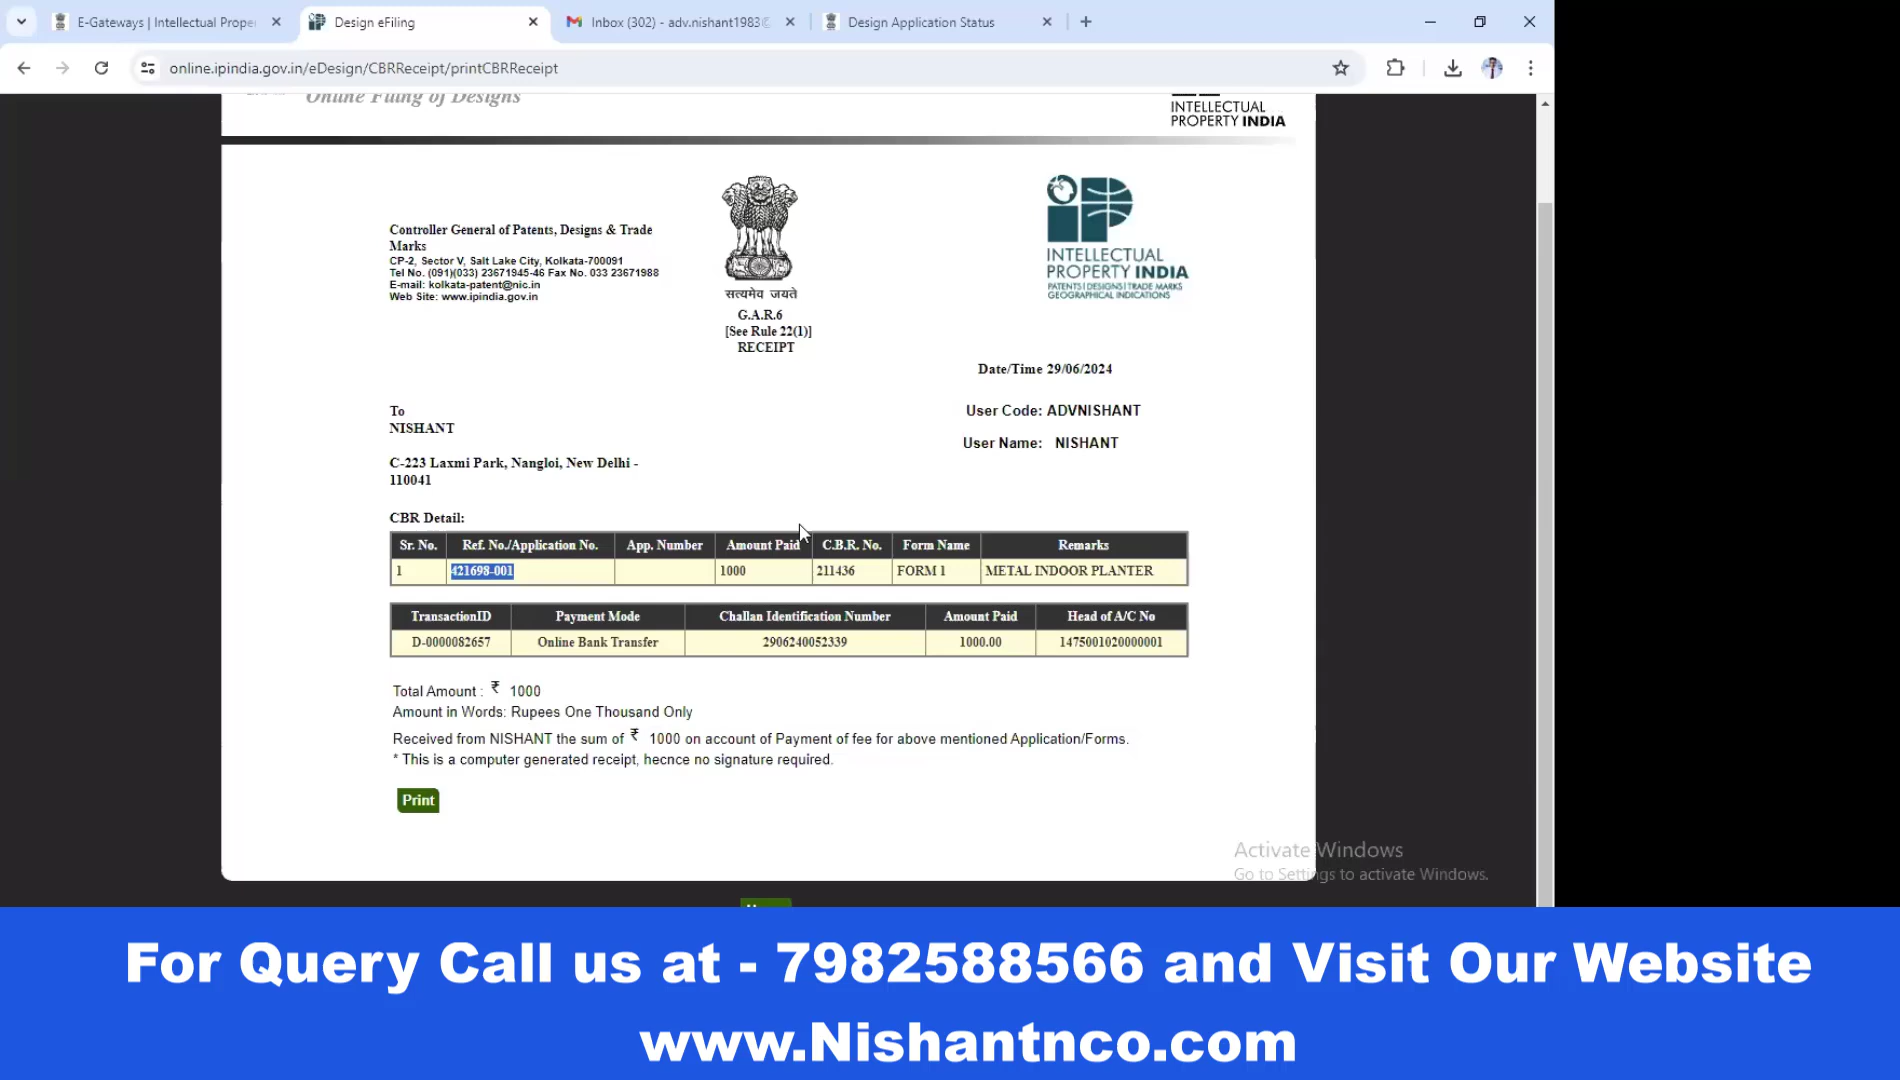 E-Gateways | Intellectual Prope
Design eFiling
Inbox (302) - adv.nishant1983@
Design Application Status
online.ipindia.gov.in/eDesign/CBRReceipt/printCBRReceipt
Online Filing of Designs
INTELLECTUAL
PROPERTY INDIA
Controller General of Patents, Designs & Trade
Marks
CP-2, Sector V, Salt Lake City, Kolkata-700091
Tel No. (091)(033) 23671945-46 Fax No. 033 23671988
E-mail: kolkata-patent@nic.in
Web Site: www.ipindia.gov.in
सत्यमेव जयते
G.A.R.6
[See Rule 22(1)]
RECEIPT
INTELLECTUAL
PROPERTY INDIA
PATENTS | DESIGNS | TRADE MARKS
GEOGRAPHICAL INDICATIONS
Date/Time 29/06/2024
To
NISHANT
User Code: ADVNISHANT
User Name: NISHANT
C-223 Laxmi Park, Nangloi, New Delhi -
110041
CBR Detail:
Sr. No. Ref. No./Application No. App. Number Amount Paid C.B.R. No. Form Name Remarks
1 421698-001 1000 211436 FORM 1 METAL INDOOR PLANTER
TransactionID Payment Mode Challan Identification Number Amount Paid Head of A/C No
D-0000082657 Online Bank Transfer 2906240052339 1000.00 1475001020000001
Total Amount : ₹ 1000
Amount in Words: Rupees One Thousand Only
Received from NISHANT the sum of ₹ 1000 on account of Payment of fee for above mentioned Application/Forms.
* This is a computer generated receipt, hecnce no signature required.
Print
Activate Windows
Go to Settings to activate Windows.
For Query Call us at - 7982588566 and Visit Our Website
www.Nishantnco.com